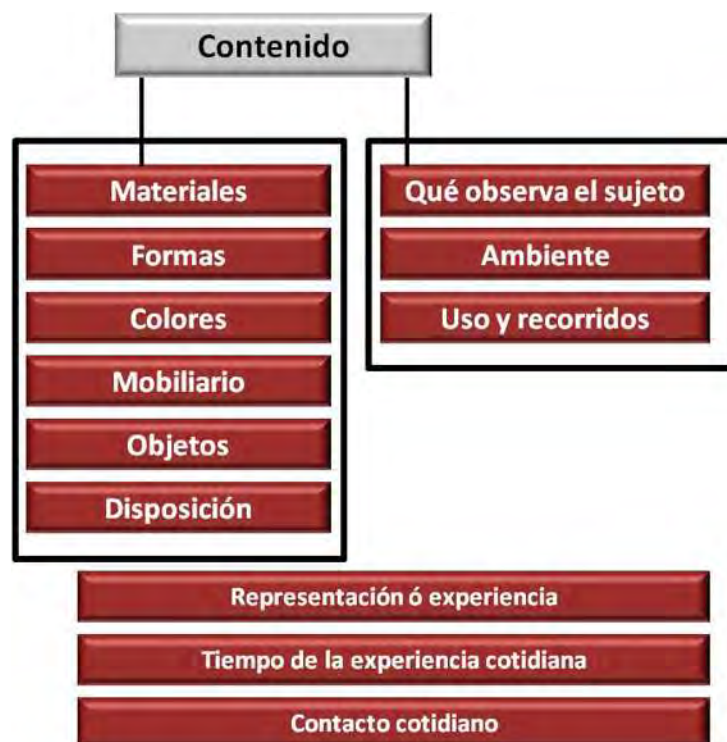 Contenido
Materiales
Formas
Colores
Mobiliario
Objetos
Disposición
Qué observa el sujeto
Ambiente
Uso y recorridos
Representación ó experiencia
Tiempo de la experiencia cotidiana
Contacto cotidiano